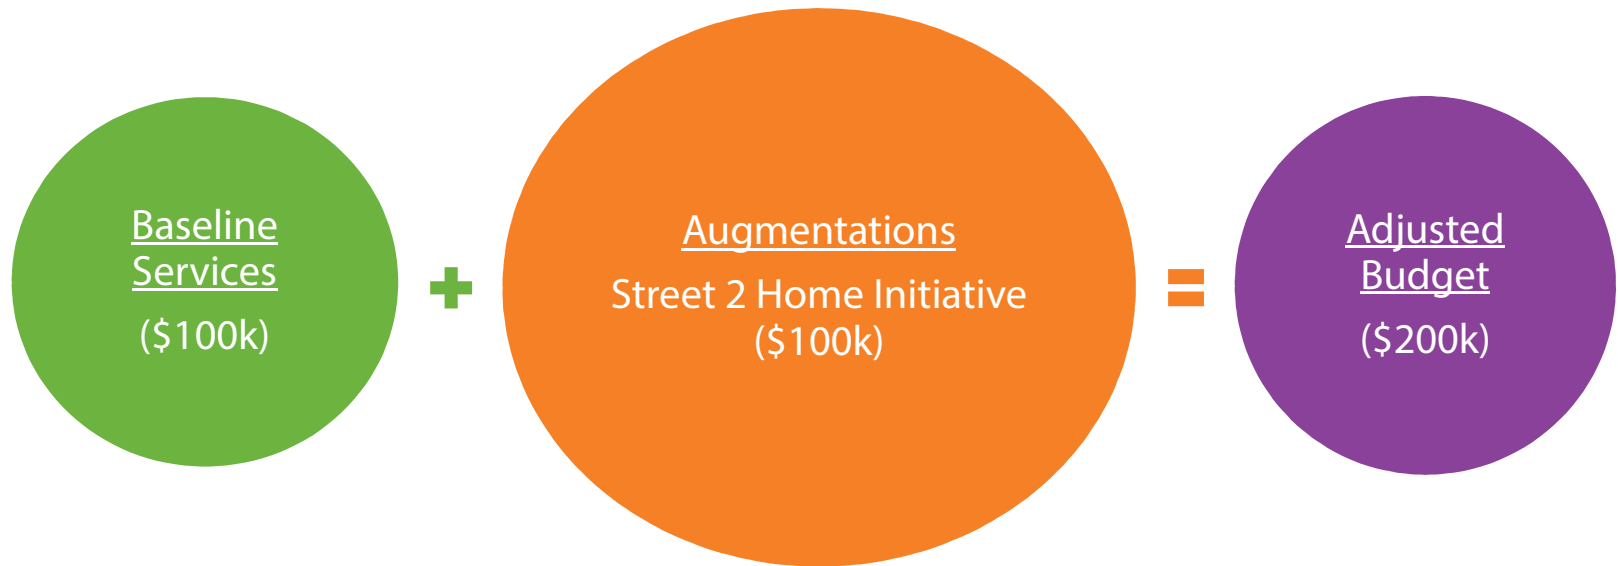 Baseline
Services
($100k)
+
Augmentations
Street 2 Home Initiative
($100k)
=
Adjusted
Budget
($200k)